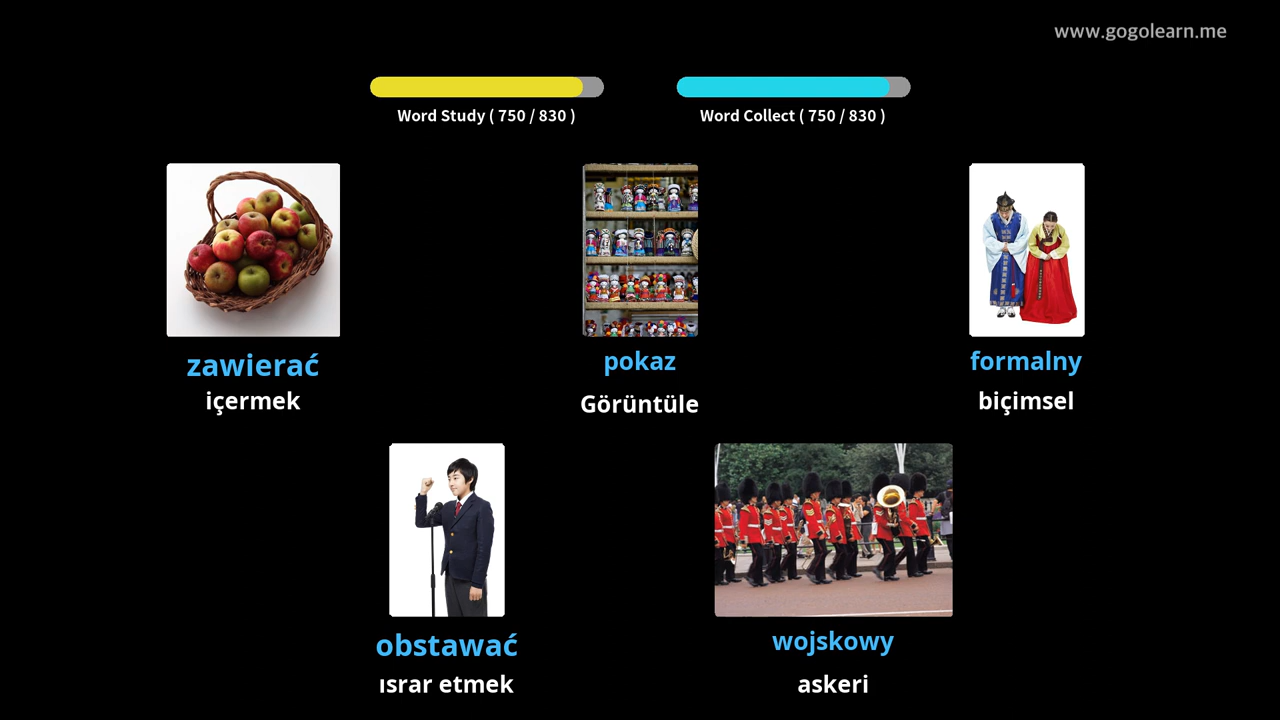 www.gogolearn.me
Word Study ( 750 / 830 )
Word Collect ( 750 / 830 )
zawierać
içermek
pokaz
Görüntüle
formalny
biçimsel
obstawać
ısrar etmek
wojskowy
askeri